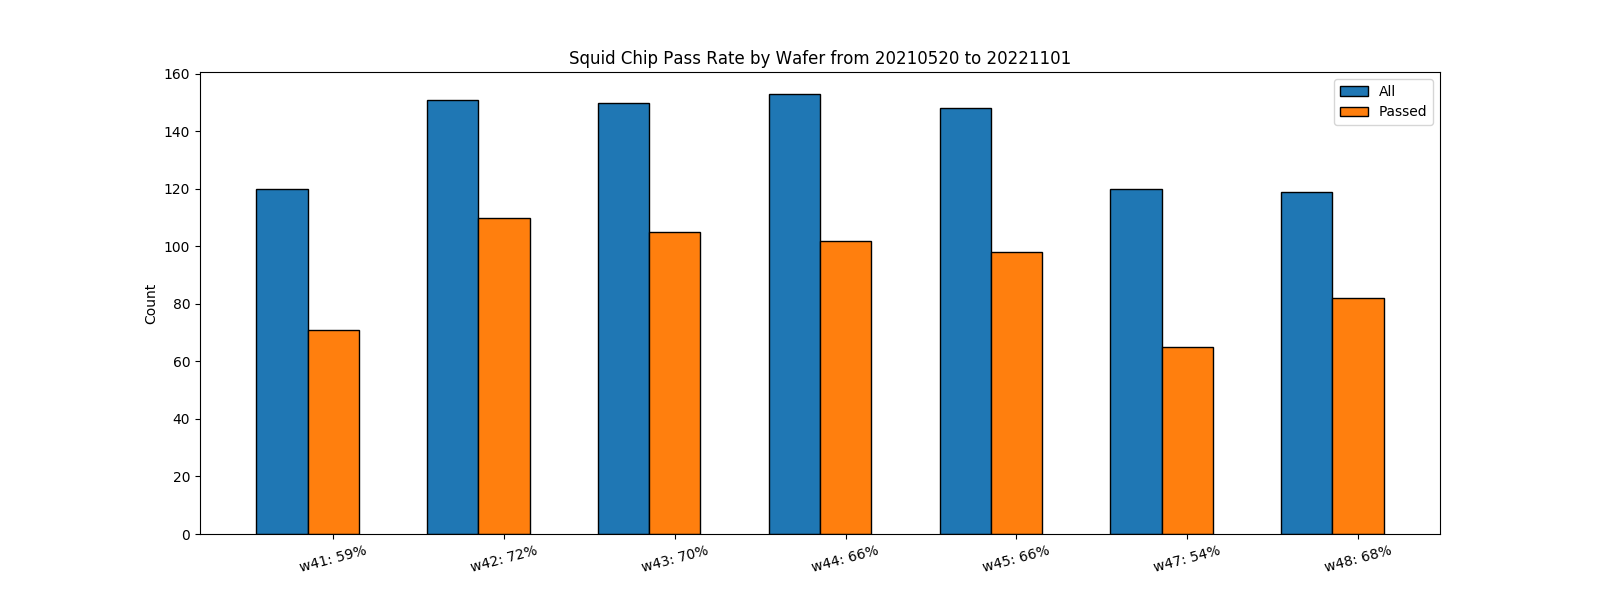 Squid Chip Pass Rate by Wafer from 20210520 to 20221101
160
140
120
100
80
60
40
20
0
Count
All
Passed
w41: 59%
w42: 72%
w43: 70%
w44: 66%
w45: 66%
w47: 54%
w48: 68%